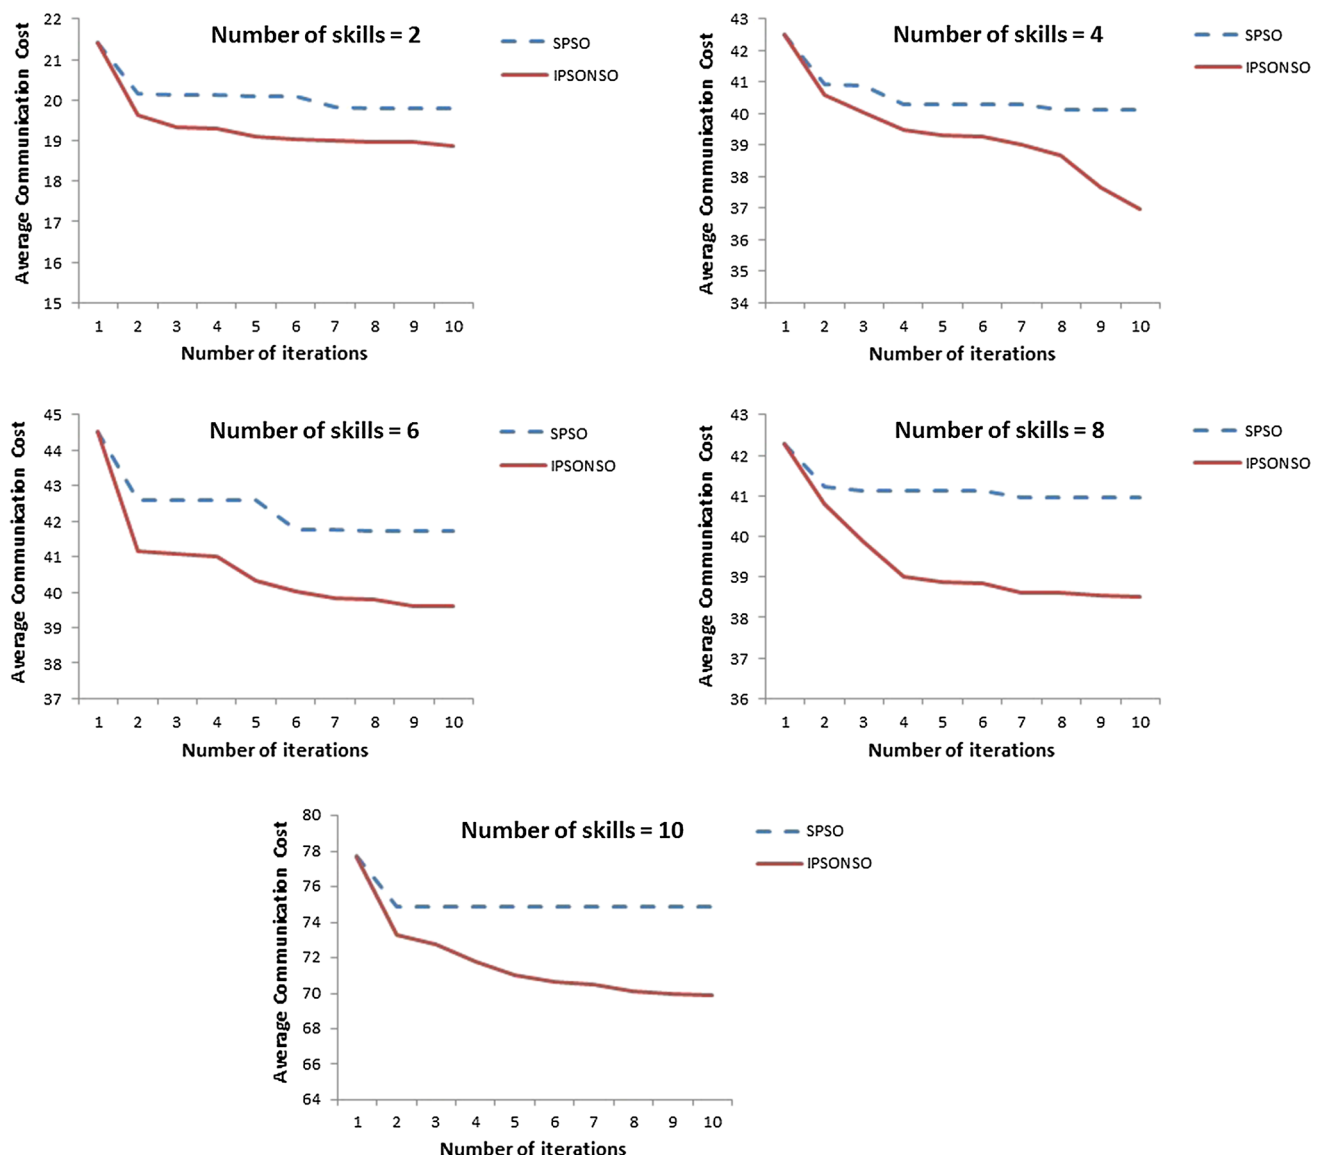 Number of skills = 2
SPSO
IPSONSO
Average Communication Cost
22
21
20
19
18
17
16
15
1 2 3 4 5 6 7 8 9 10
Number of iterations
Number of skills = 4
SPSO
IPSONSO
Average Communication Cost
43
42
41
40
39
38
37
36
35
34
1 2 3 4 5 6 7 8 9 10
Number of iterations
Number of skills = 6
SPSO
IPSONSO
Average Communication Cost
45
44
43
42
41
40
39
38
37
1 2 3 4 5 6 7 8 9 10
Number of iterations
Number of skills = 8
SPSO
IPSONSO
Average Communication Cost
43
42
41
40
39
38
37
36
1 2 3 4 5 6 7 8 9 10
Number of iterations
Number of skills = 10
SPSO
IPSONSO
Average Communication Cost
80
78
76
74
72
70
68
66
64
1 2 3 4 5 6 7 8 9 10
Number of iterations